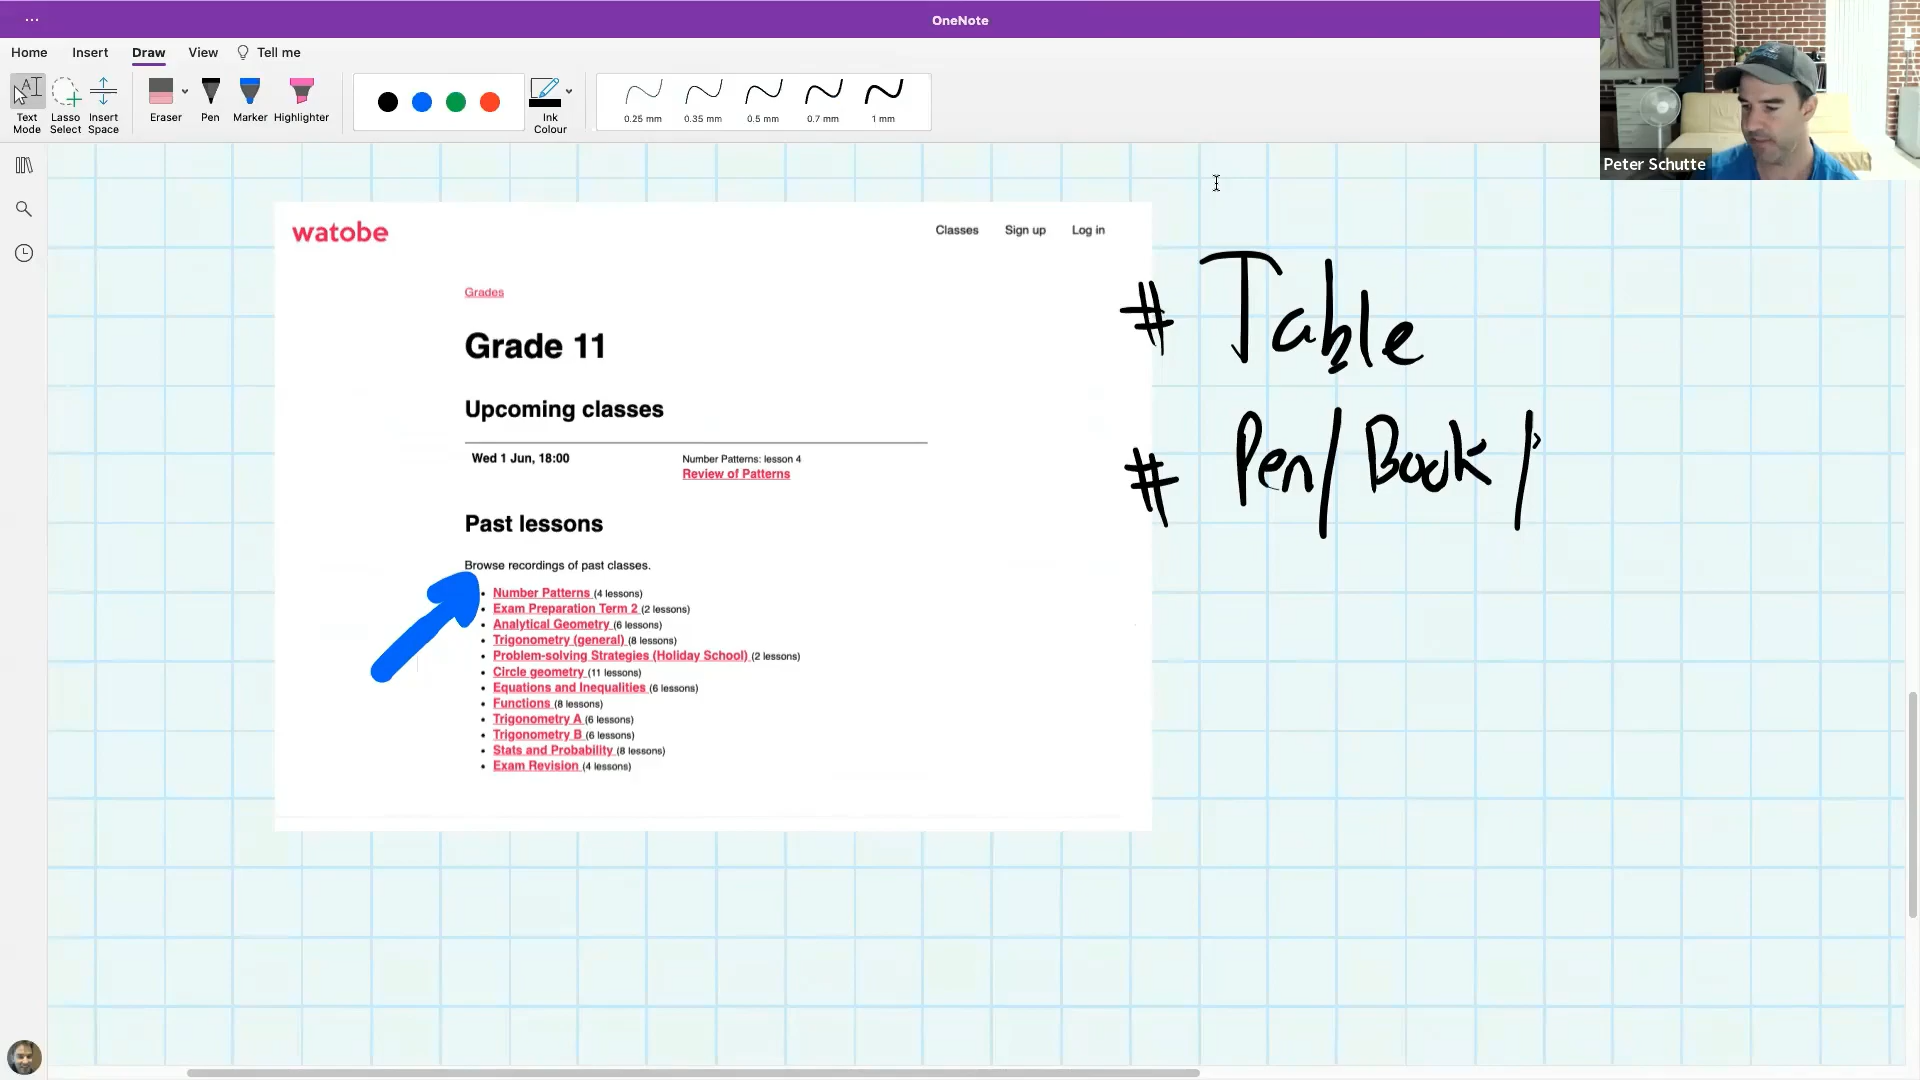 OneNote
Home Insert Draw View Tell me
Text Mode
Lasso Select
Insert Space
Eraser
Pen
Marker
Highlighter
Ink Colour
0.25 mm 0.35 mm 0.5 mm 0.7 mm 1 mm
Peter Schutte
watobe
Classes Sign up Log in
Grades
Grade 11
Upcoming classes
Wed 1 Jun, 18:00
Number Patterns: lesson 4
Review of Patterns
Past lessons
Browse recordings of past classes.
Number Patterns (4 lessons)
Exam Preparation Term 2 (2 lessons)
Analytical Geometry (6 lessons)
Trigonometry (general) (8 lessons)
Problem-solving Strategies (Holiday School) (2 lessons)
Circle geometry (11 lessons)
Equations and Inequalities (6 lessons)
Functions (8 lessons)
Trigonometry A (6 lessons)
Trigonometry B (6 lessons)
Stats and Probability (8 lessons)
Exam Revision (4 lessons)
# Table
# Pen/ Book /